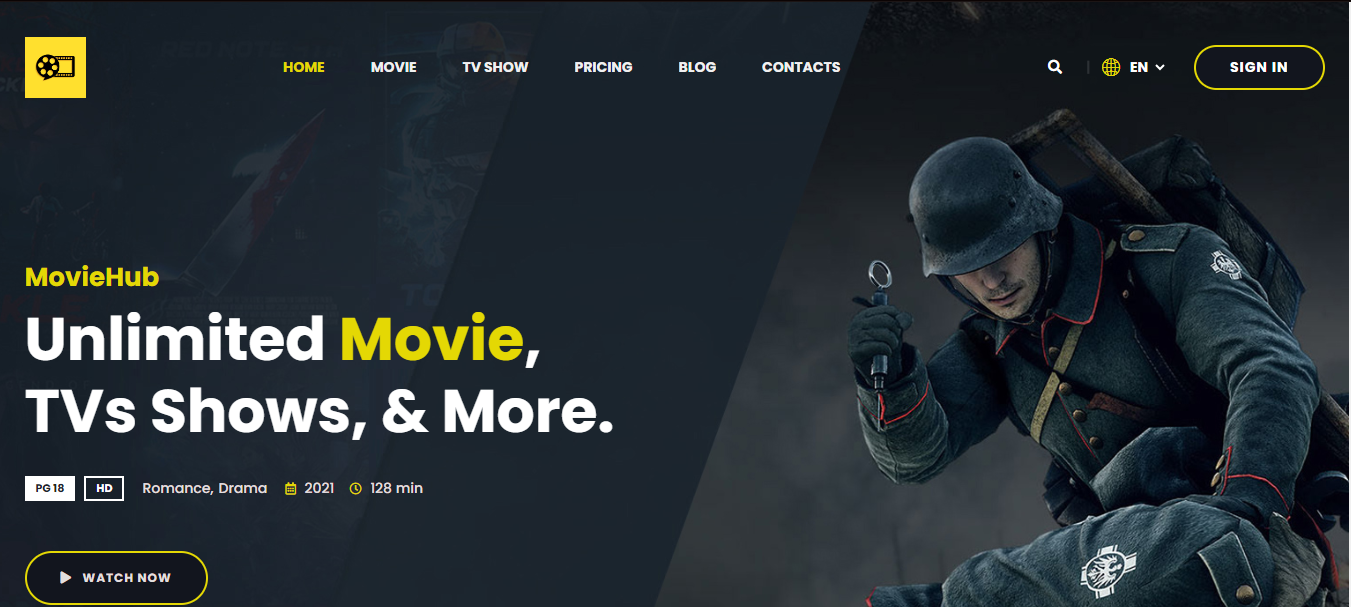 HOME MOVIE TV SHOW PRICING BLOG CONTACTS EN SIGN IN
MovieHub
Unlimited Movie,
TVs Shows, & More.
PG 18 HD Romance, Drama 2021 128 min
WATCH NOW